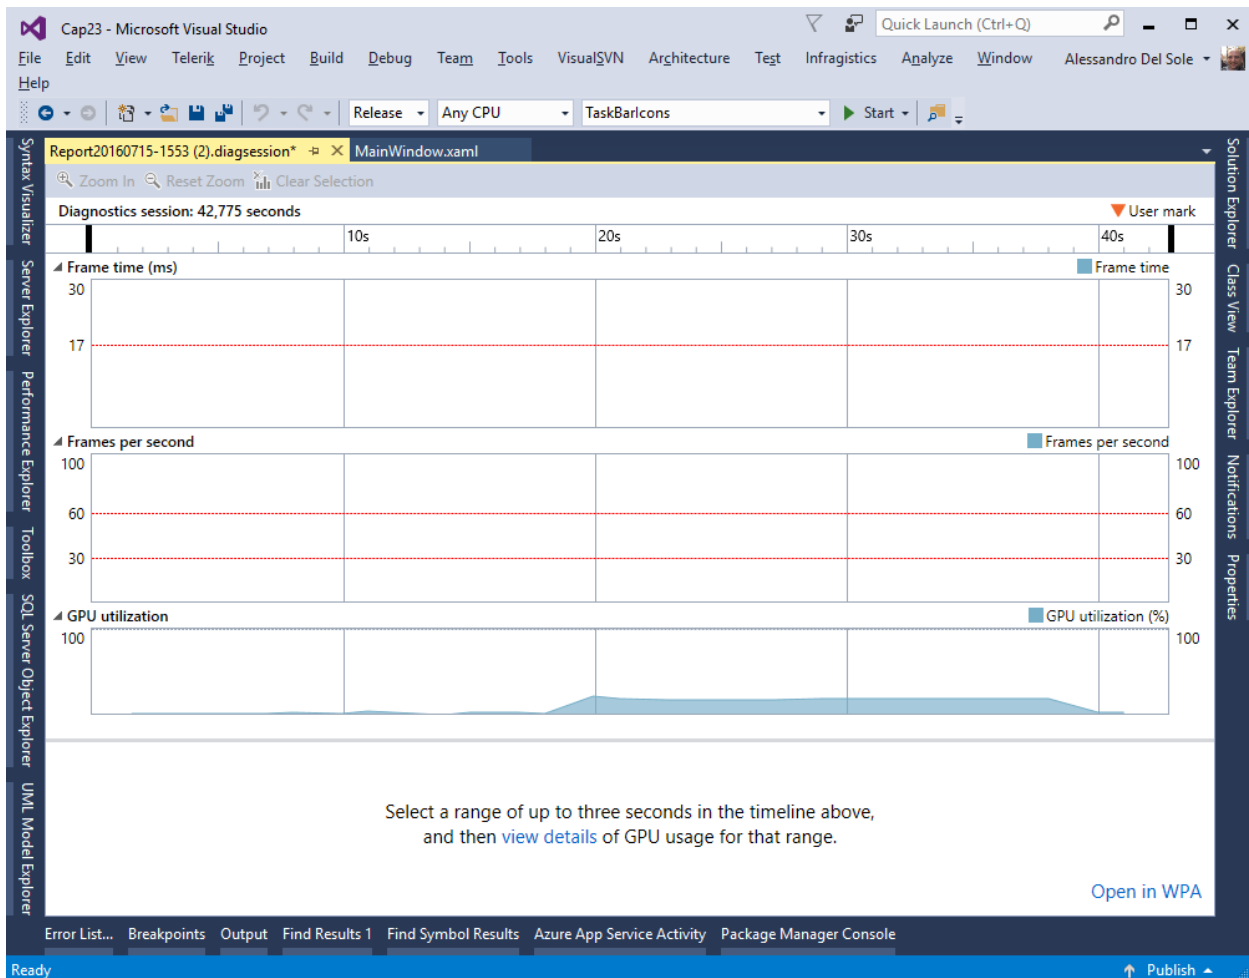 Cap23 - Microsoft Visual Studio
Quick Launch (Ctrl+Q)
File Edit View Telerik Project Build Debug Team Tools VisualSVN Architecture Test Infragistics Analyze Window Alessandro Del Sole
Help
Release Any CPU TaskBarIcons Start
Report20160715-1553 (2).diagsession* MainWindow.xaml
Zoom In Reset Zoom Clear Selection
Diagnostics session: 42,775 seconds User mark
10s 20s 30s 40s
Frame time (ms) Frame time
30 30
17 17
Frames per second Frames per second
100 100
60 60
30 30
GPU utilization GPU utilization (%)
100 100
Select a range of up to three seconds in the timeline above,
and then view details of GPU usage for that range.
Open in WPA
Syntax Visualizer
Server Explorer
Performance Explorer
Toolbox
SQL Server Object Explorer
UML Model Explorer
Solution Explorer
Class View
Team Explorer
Notifications
Properties
Error List... Breakpoints Output Find Results 1 Find Symbol Results Azure App Service Activity Package Manager Console
Ready Publish